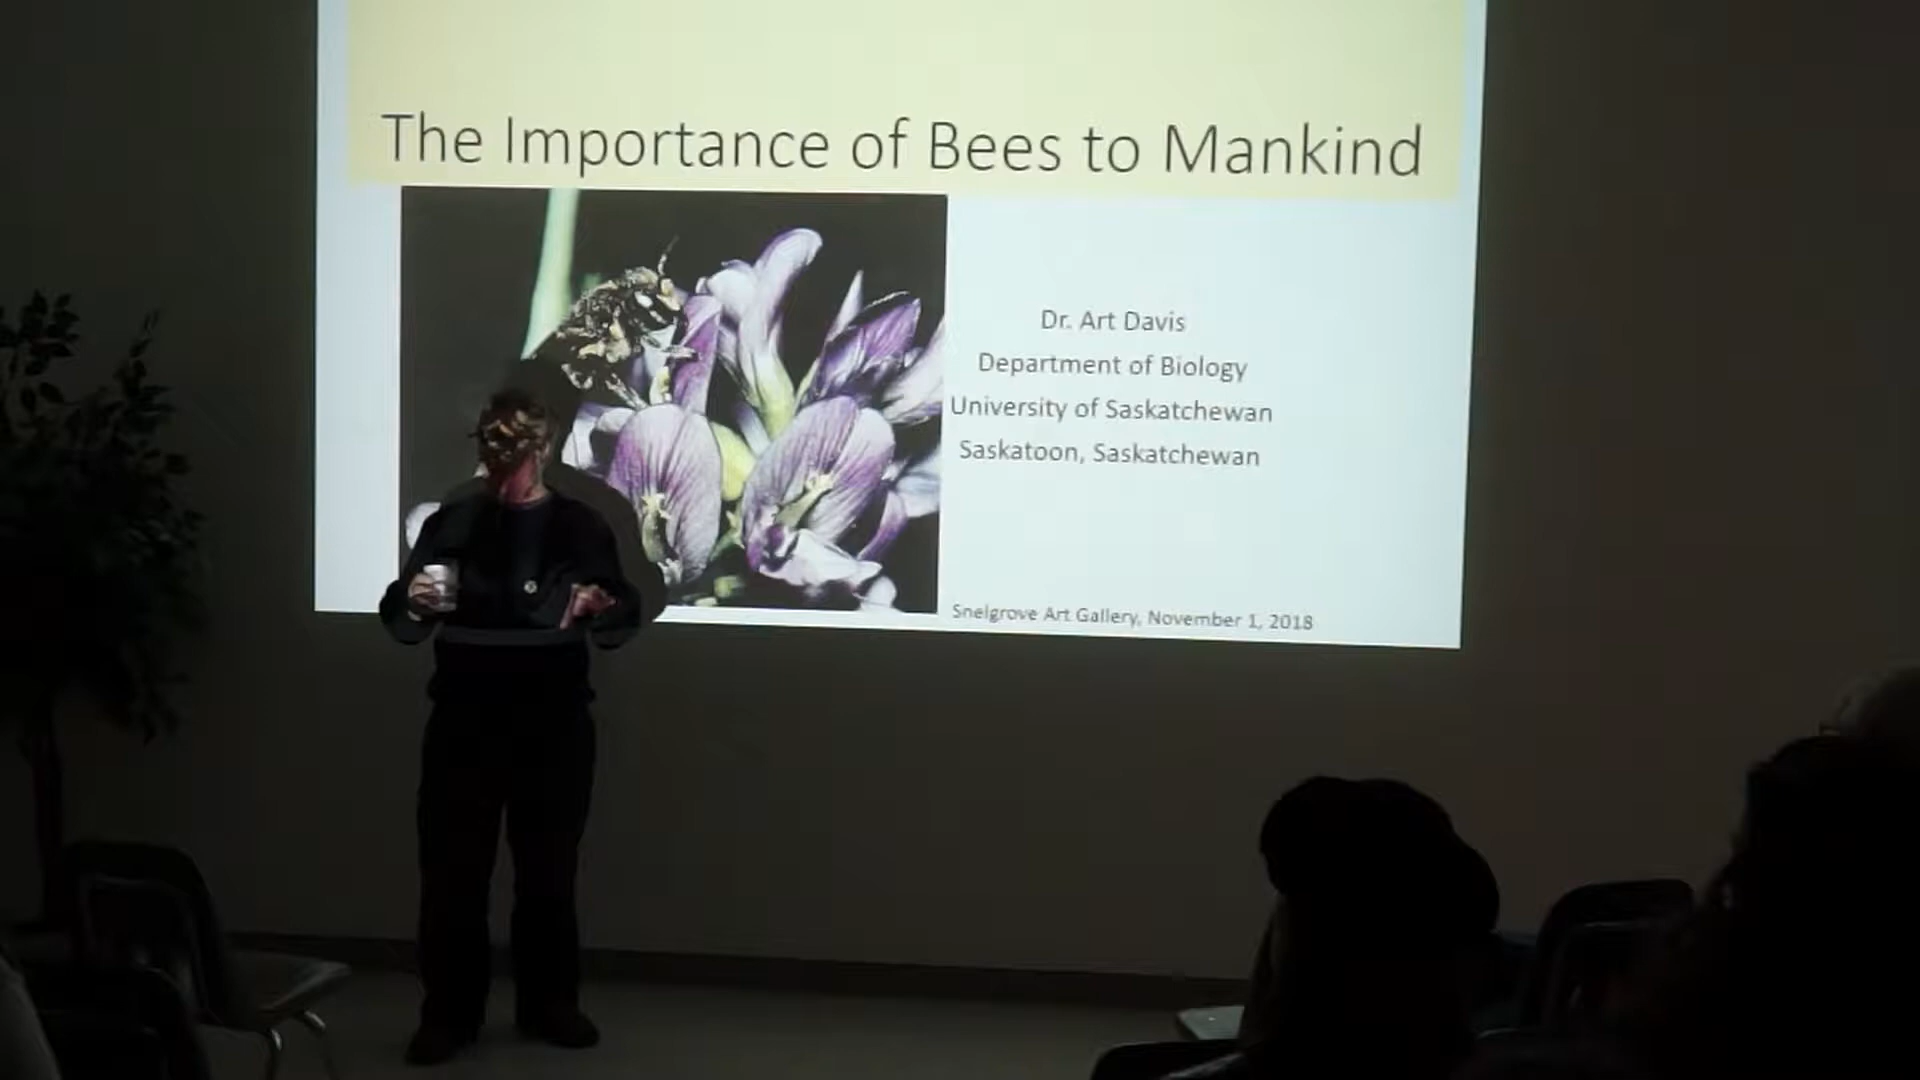 The Importance of Bees to Mankind
Dr. Art Davis
Department of Biology
University of Saskatchewan
Saskatoon, Saskatchewan
Snelgrove Art Gallery, November 1, 2018